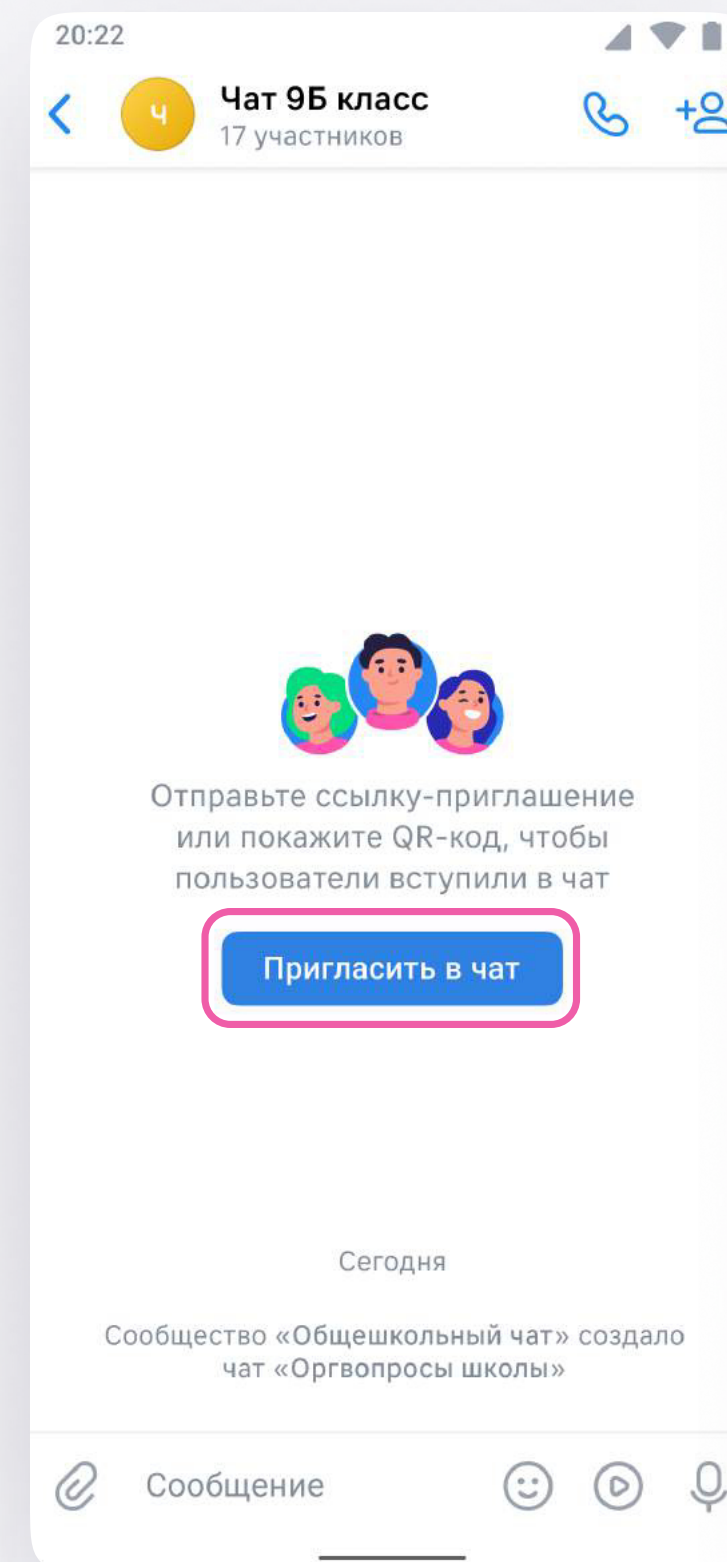 20:22
Ч
Чат 9Б класс
17 участников
Отправьте ссылку-приглашение
или покажите QR-код, чтобы
пользователи вступили в чат
Пригласить в чат
Сегодня
Сообщество «Общешкольный чат» создало
чат «Оргвопросы школы»
Сообщение